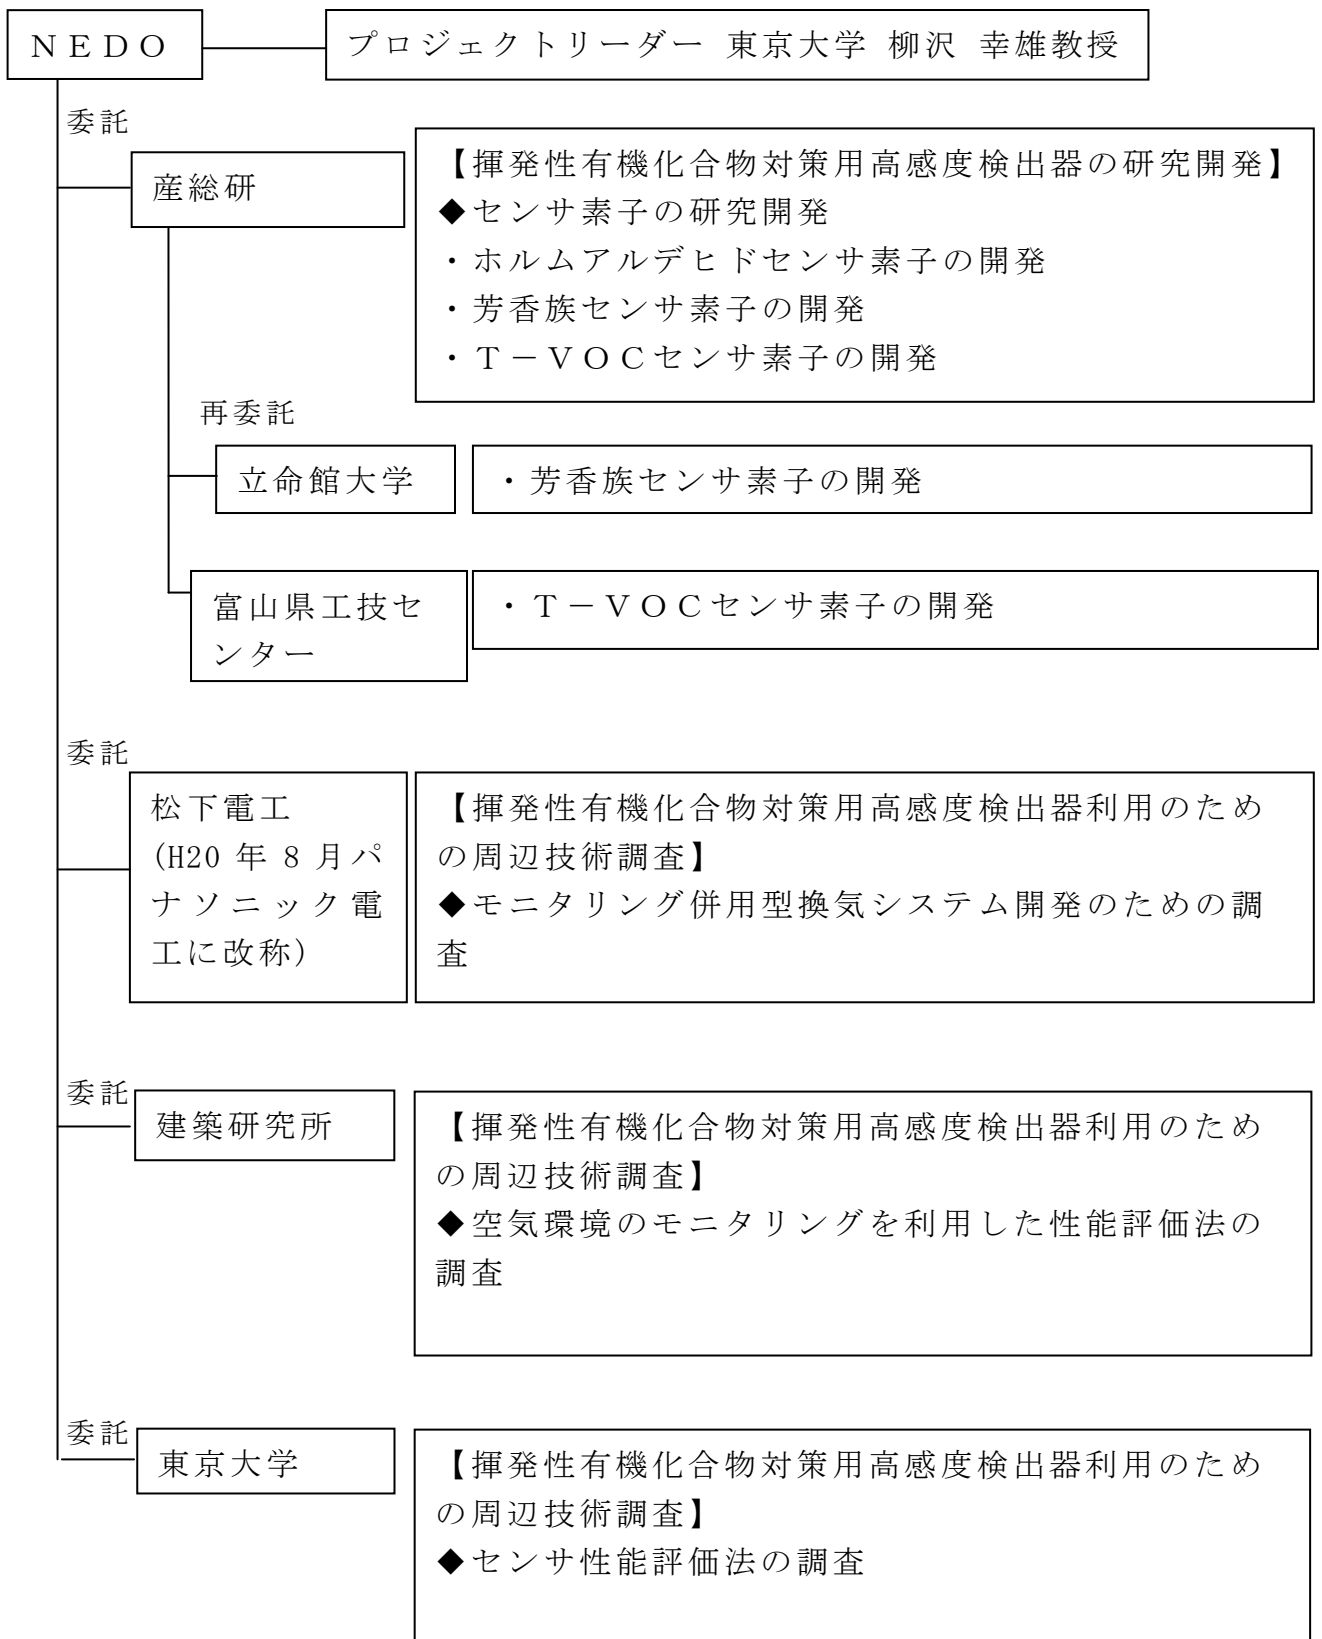 ＮＥＤＯ
プロジェクトリーダー 東京大学 柳沢 幸雄教授
委託
産総研
【揮発性有機化合物対策用高感度検出器の研究開発】
◆センサ素子の研究開発
・ホルムアルデヒドセンサ素子の開発
・芳香族センサ素子の開発
・Ｔ－ＶＯＣセンサ素子の開発
再委託
立命館大学
・芳香族センサ素子の開発
富山県工技セ
ンター
・Ｔ－ＶＯＣセンサ素子の開発
委託
松下電工
(H20 年 8 月パ
ナソニック電
工に改称)
【揮発性有機化合物対策用高感度検出器利用のため
の周辺技術調査】
◆モニタリング併用型換気システム開発のための調
査
委託
建築研究所
【揮発性有機化合物対策用高感度検出器利用のため
の周辺技術調査】
◆空気環境のモニタリングを利用した性能評価法の
調査
委託
東京大学
【揮発性有機化合物対策用高感度検出器利用のため
の周辺技術調査】
◆センサ性能評価法の調査